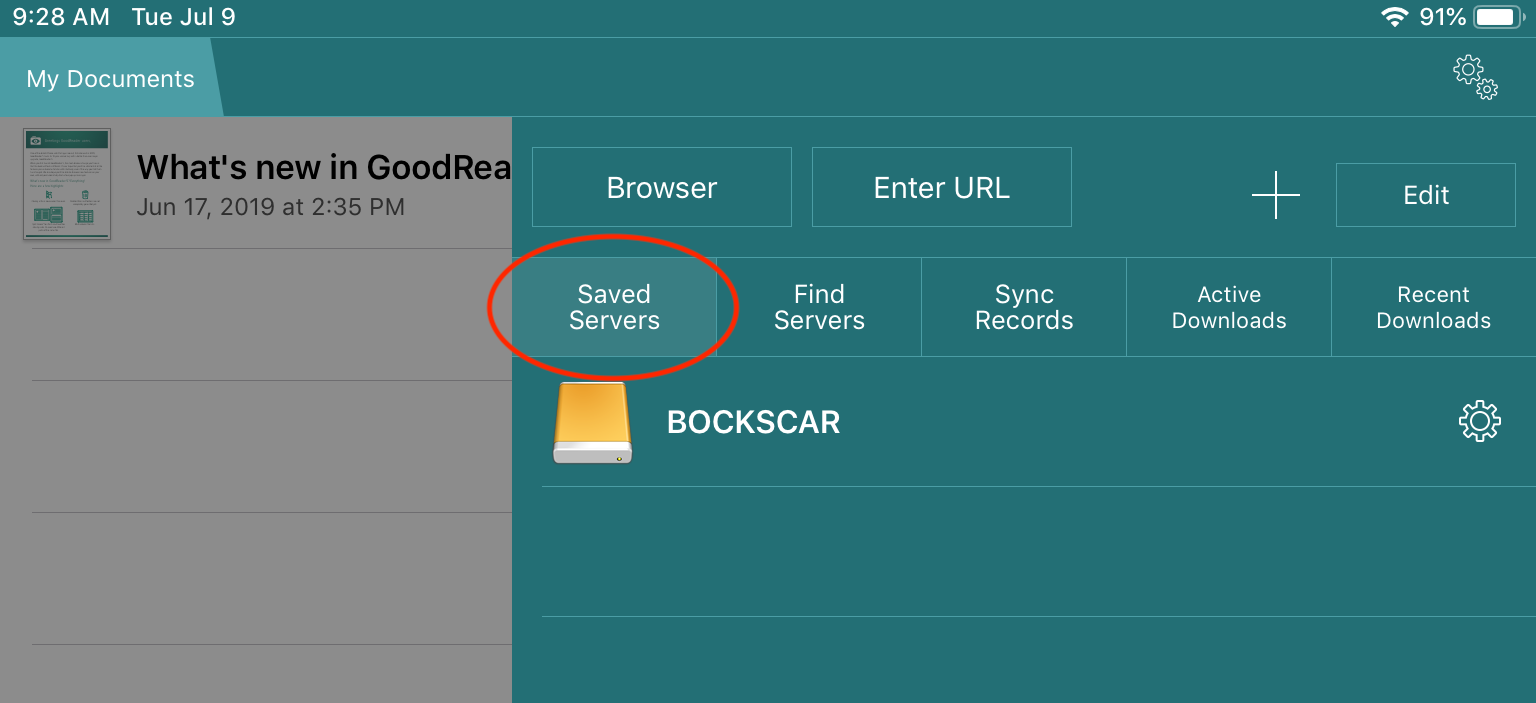 9:28 AM Tue Jul 9 91%
My Documents
What's new in GoodRea
Jun 17, 2019 at 2:35 PM
Browser
Enter URL
Edit
Saved
Servers
Find
Servers
Sync
Records
Active
Downloads
Recent
Downloads
BOCKSCAR